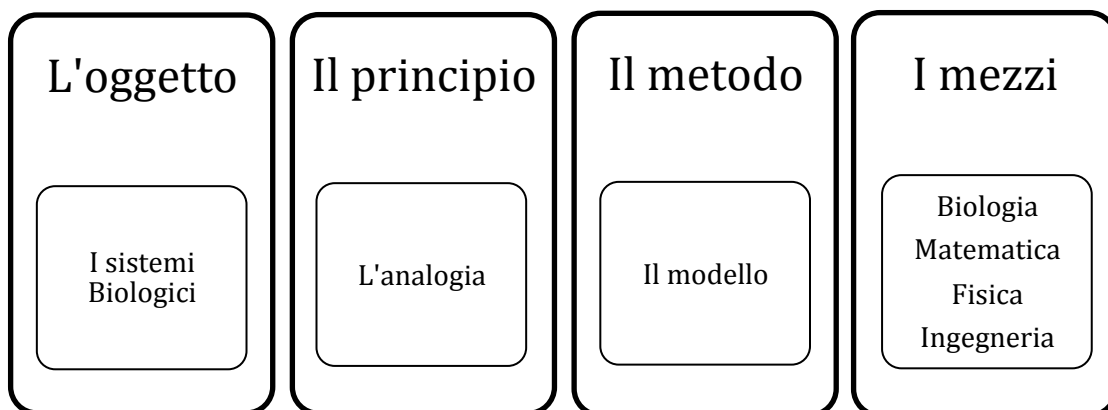 L'oggetto
I sistemi
Biologici
Il principio
L'analogia
Il metodo
Il modello
I mezzi
Biologia
Matematica
Fisica
Ingegneria